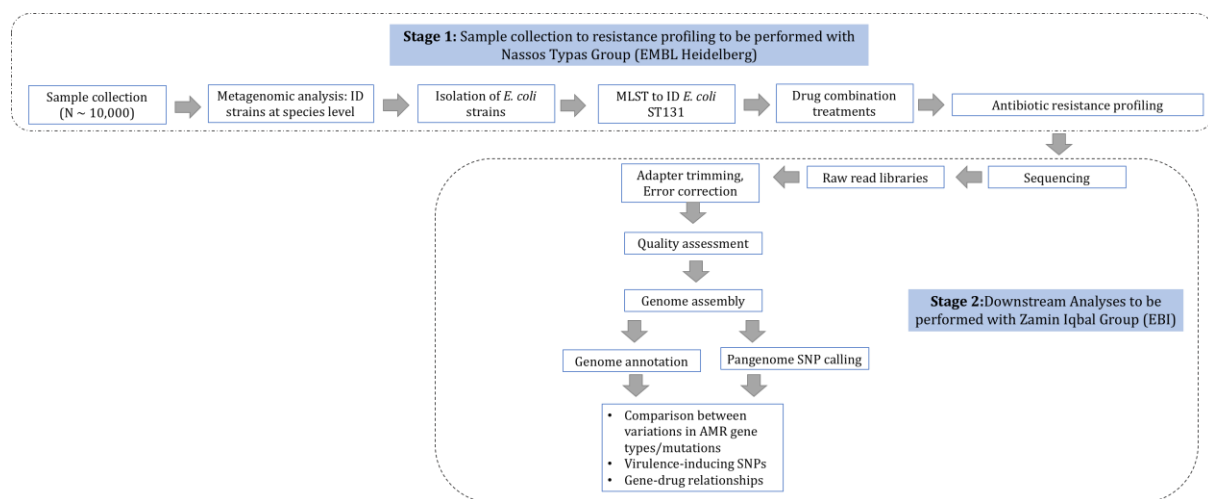 Stage 1: Sample collection to resistance profiling to be performed with
Nassos Typas Group (EMBL Heidelberg)
Sample collection
(N ~ 10,000)
Metagenomic analysis: ID
strains at species level
Isolation of E. coli
strains
MLST to ID E. coli
ST131
Drug combination
treatments
Antibiotic resistance profiling
Sequencing
Raw read libraries
Adapter trimming,
Error correction
Quality assessment
Genome assembly
Stage 2:Downstream Analyses to be
performed with Zamin Iqbal Group (EBI)
Genome annotation
Pangenome SNP calling
• Comparison between
variations in AMR gene
types/mutations
• Virulence-inducing SNPs
• Gene-drug relationships